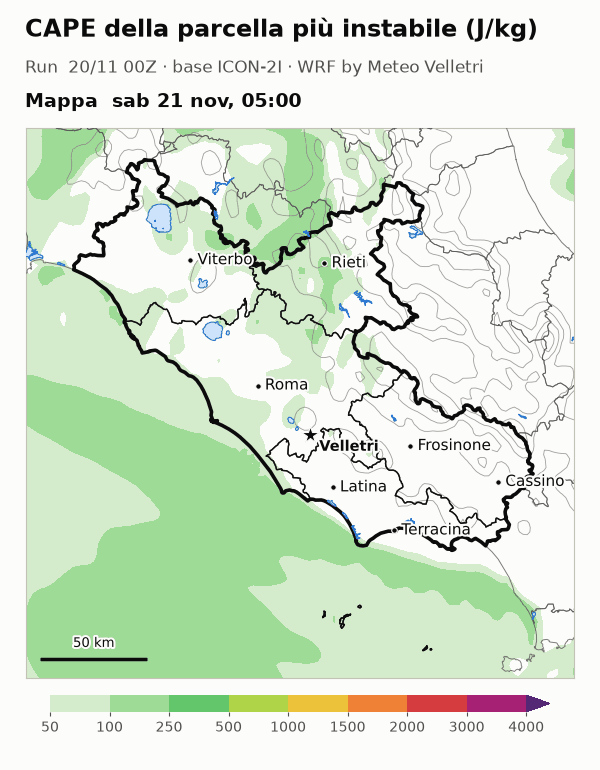 CAPE della parcella più instabile (J/kg)
Run  20/11 00Z · base ICON-2I · WRF by Meteo Velletri
Mappa  sab 21 nov, 05:00
Viterbo
Rieti
Roma
Velletri
Frosinone
Latina
Cassino
Terracina
50 km
50 100 250 500 1000 1500 2000 3000 4000